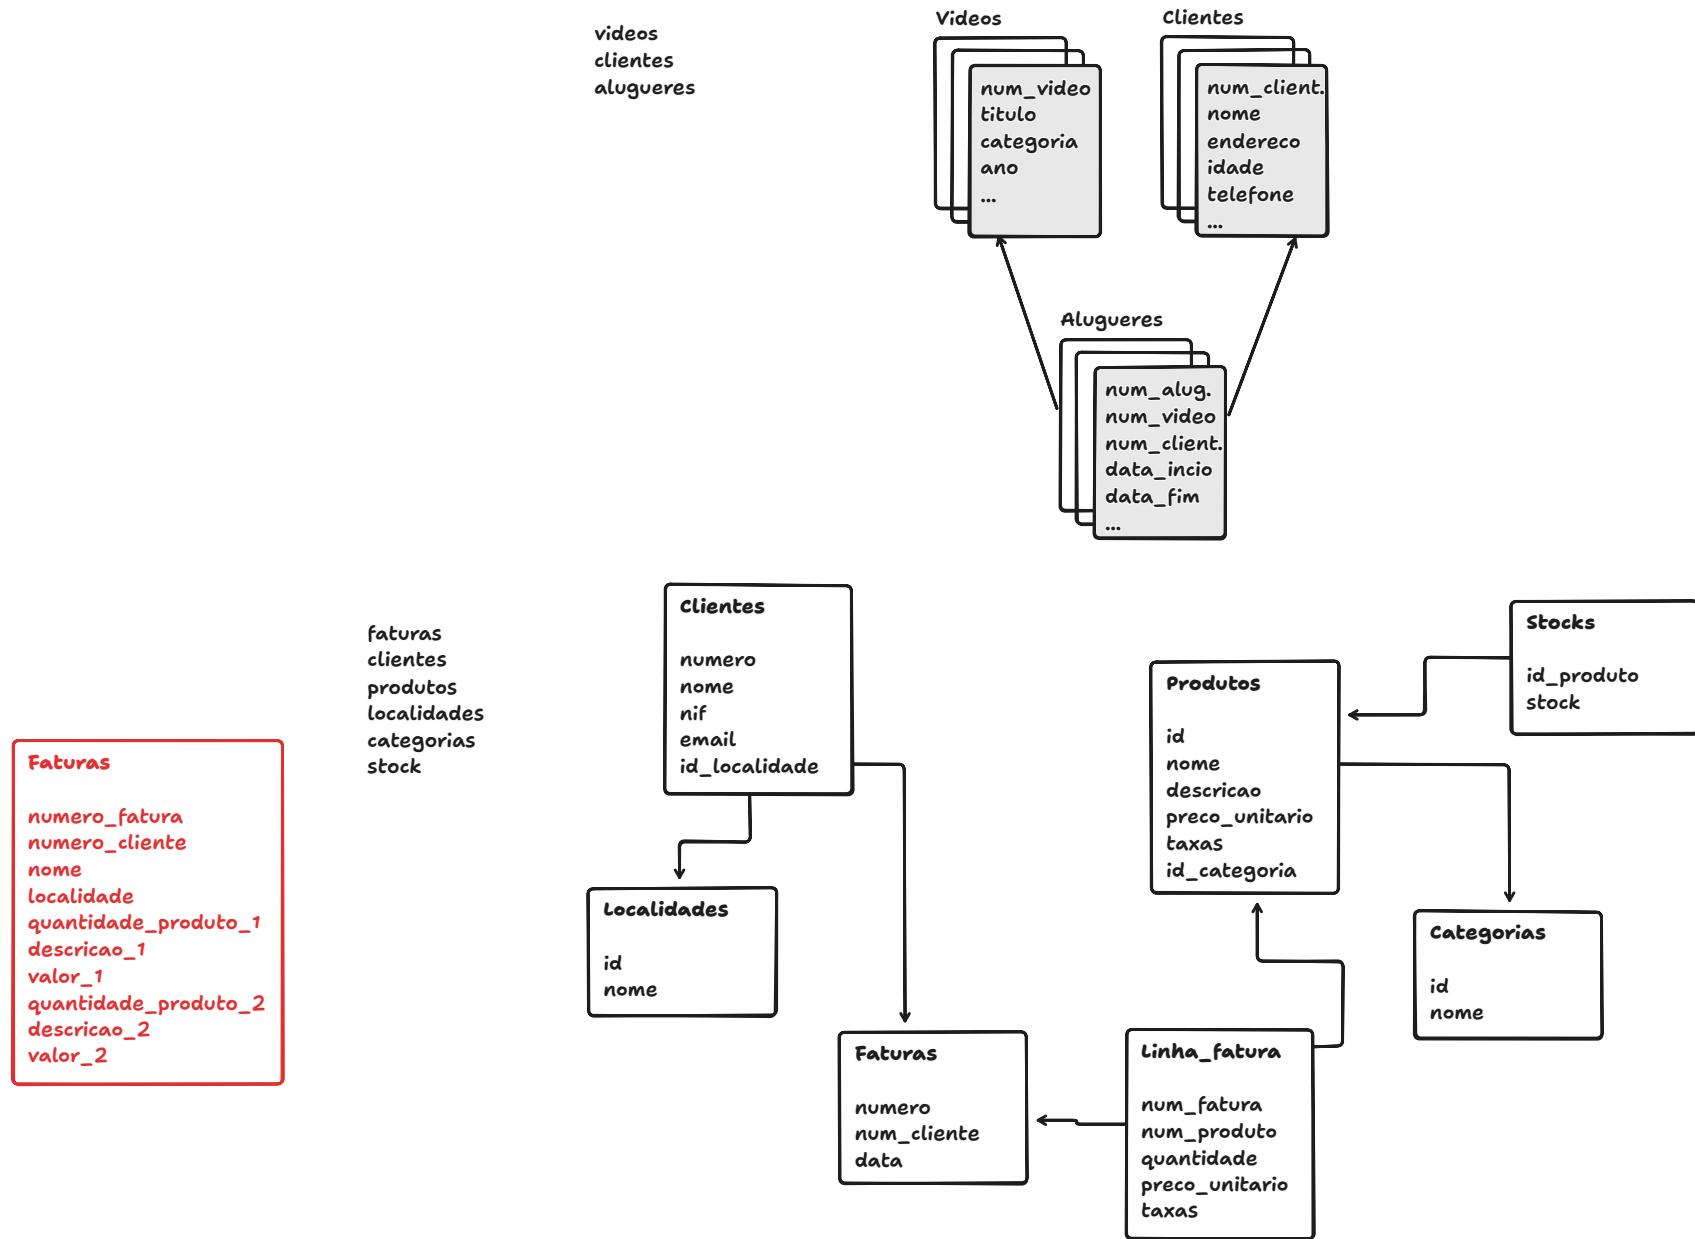 videos
clientes
alugueres
Videos
num_video
titulo
categoria
ano
...
Clientes
num_client.
nome
endereco
idade
telefone
...
Alugueres
num_alug.
num_video
num_client.
data_incio
data_fim
...
faturas
clientes
produtos
localidades
categorias
stock
Faturas
numero_fatura
numero_cliente
nome
localidade
quantidade_produto_1
descricao_1
valor_1
quantidade_produto_2
descricao_2
valor_2
Clientes
numero
nome
nif
email
id_localidade
Localidades
id
nome
Faturas
numero
num_cliente
data
Linha_fatura
num_fatura
num_produto
quantidade
preco_unitario
taxas
Produtos
id
nome
descricao
preco_unitario
taxas
id_categoria
Stocks
id_produto
stock
Categorias
id
nome